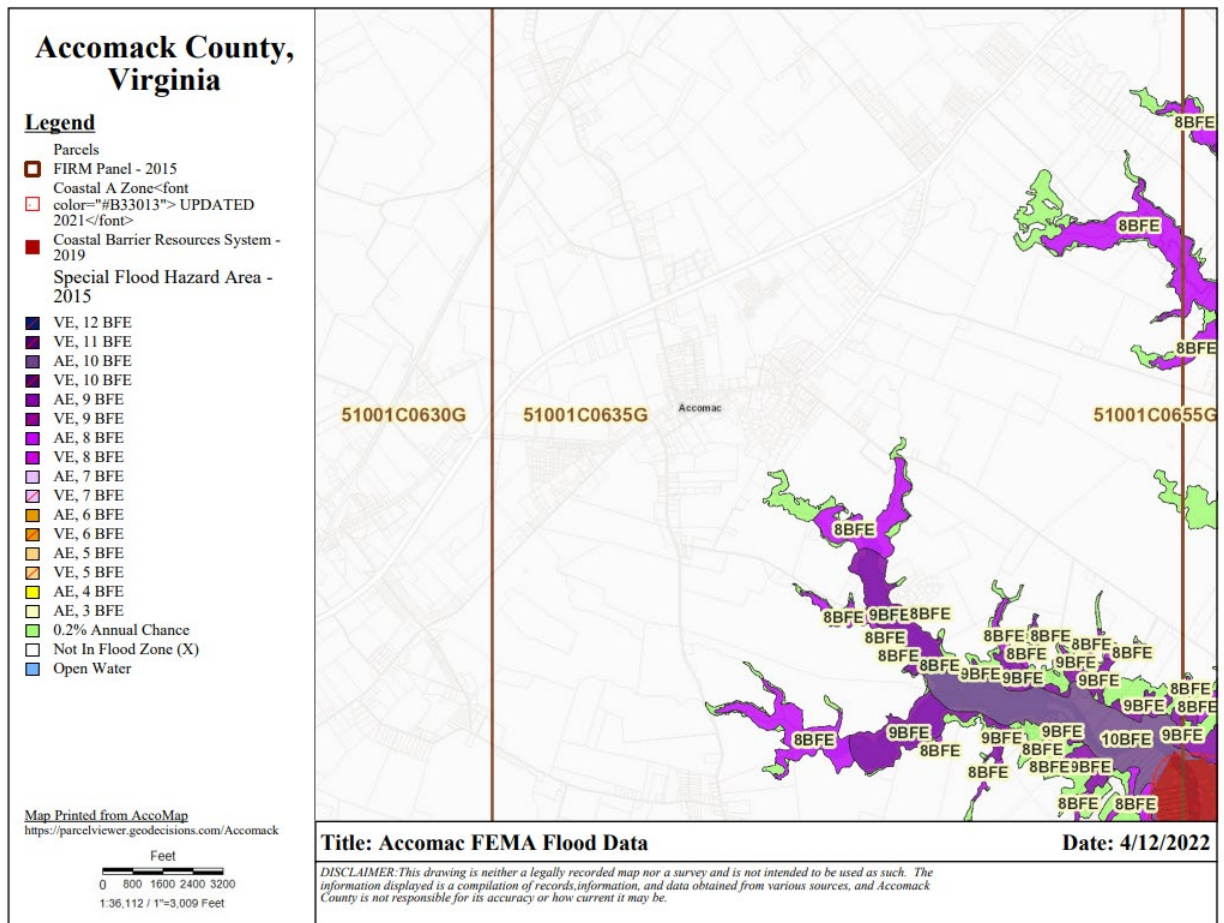 Accomack County,
Virginia
Legend
Parcels
FIRM Panel - 2015
Coastal A Zone<font
color="#B33013"> UPDATED
2021</font>
Coastal Barrier Resources System -
2019
Special Flood Hazard Area -
2015
VE, 12 BFE
VE, 11 BFE
AE, 10 BFE
VE, 10 BFE
AE, 9 BFE
VE, 9 BFE
AE, 8 BFE
VE, 8 BFE
AE, 7 BFE
VE, 7 BFE
AE, 6 BFE
VE, 6 BFE
AE, 5 BFE
VE, 5 BFE
AE, 4 BFE
AE, 3 BFE
0.2% Annual Chance
Not In Flood Zone (X)
Open Water
Map Printed from AccoMap
https://parcelviewer.geodecisions.com/Accomack
Feet
0 800 1600 2400 3200
1:36,112 / 1"=3,009 Feet
8BFE
8BFE
8BFE
51001C0630G
51001C0635G
Accomac
51001C0655G
8BFE
8BFE 9BFE 8BFE
8BFE
8BFE 8BFE
8BFE
8BFE
8BFE
8BFE
8BFE
9BFE
9BFE
9BFE
9BFE
8BFE
9BFE
8BFE
8BFE
9BFE
8BFE
9BFE
9BFE
10BFE
9BFE
8BFE
8BFE
8BFE
8BFE 9BFE
8BFE
8BFE
Title: Accomac FEMA Flood Data
Date: 4/12/2022
DISCLAIMER:This drawing is neither a legally recorded map nor a survey and is not intended to be used as such. The
information displayed is a compilation of records,information, and data obtained from various sources, and Accomack
County is not responsible for its accuracy or how current it may be.